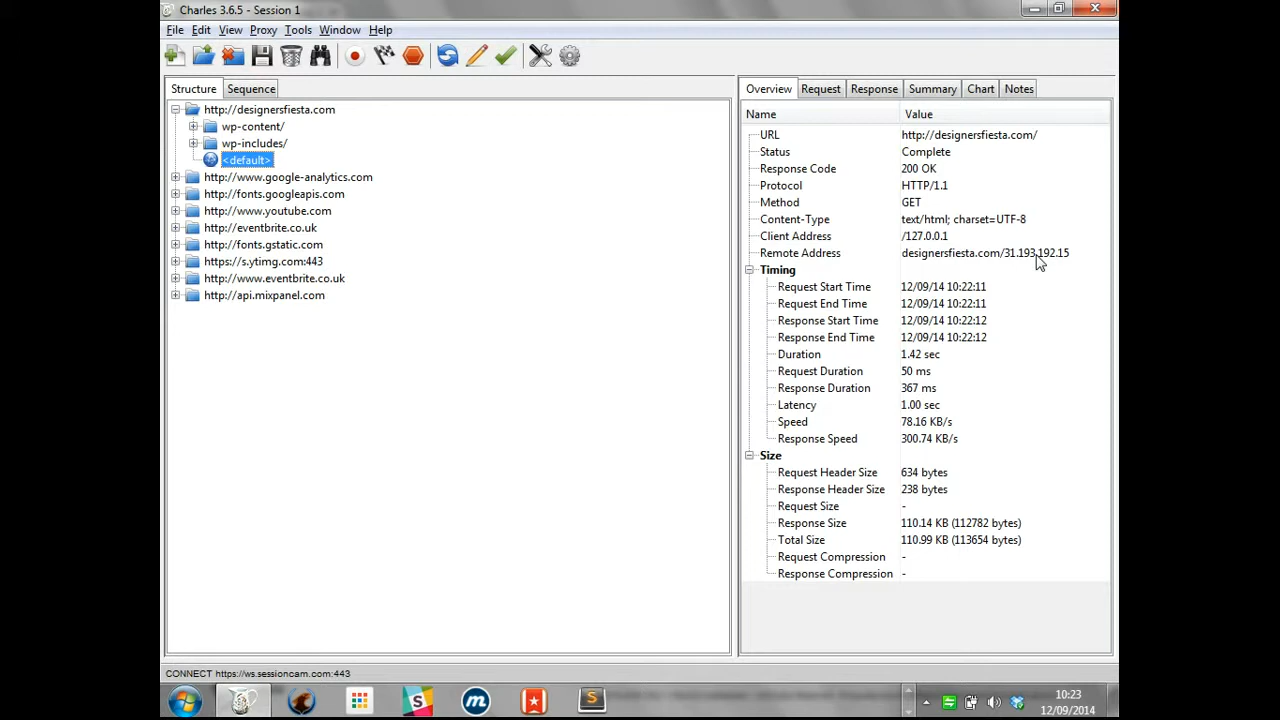 Charles 3.6.5 - Session 1
File Edit View Proxy Tools Window Help
Structure Sequence
http://designersfiesta.com
wp-content/
wp-includes/
<default>
http://www.google-analytics.com
http://fonts.googleapis.com
http://www.youtube.com
http://eventbrite.co.uk
http://fonts.gstatic.com
https://s.ytimg.com:443
http://www.eventbrite.co.uk
http://api.mixpanel.com
Overview Request Response Summary Chart Notes
Name Value
URL http://designersfiesta.com/
Status Complete
Response Code 200 OK
Protocol HTTP/1.1
Method GET
Content-Type text/html; charset=UTF-8
Client Address /127.0.0.1
Remote Address designersfiesta.com/31.193.192.15
Timing
Request Start Time 12/09/14 10:22:11
Request End Time 12/09/14 10:22:11
Response Start Time 12/09/14 10:22:12
Response End Time 12/09/14 10:22:12
Duration 1.42 sec
Request Duration 50 ms
Response Duration 367 ms
Latency 1.00 sec
Speed 78.16 KB/s
Response Speed 300.74 KB/s
Size
Request Header Size 634 bytes
Response Header Size 238 bytes
Request Size -
Response Size 110.14 KB (112782 bytes)
Total Size 110.99 KB (113654 bytes)
Request Compression -
Response Compression -
CONNECT https://ws.sessioncam.com:443
S m S
10:23
12/09/2014